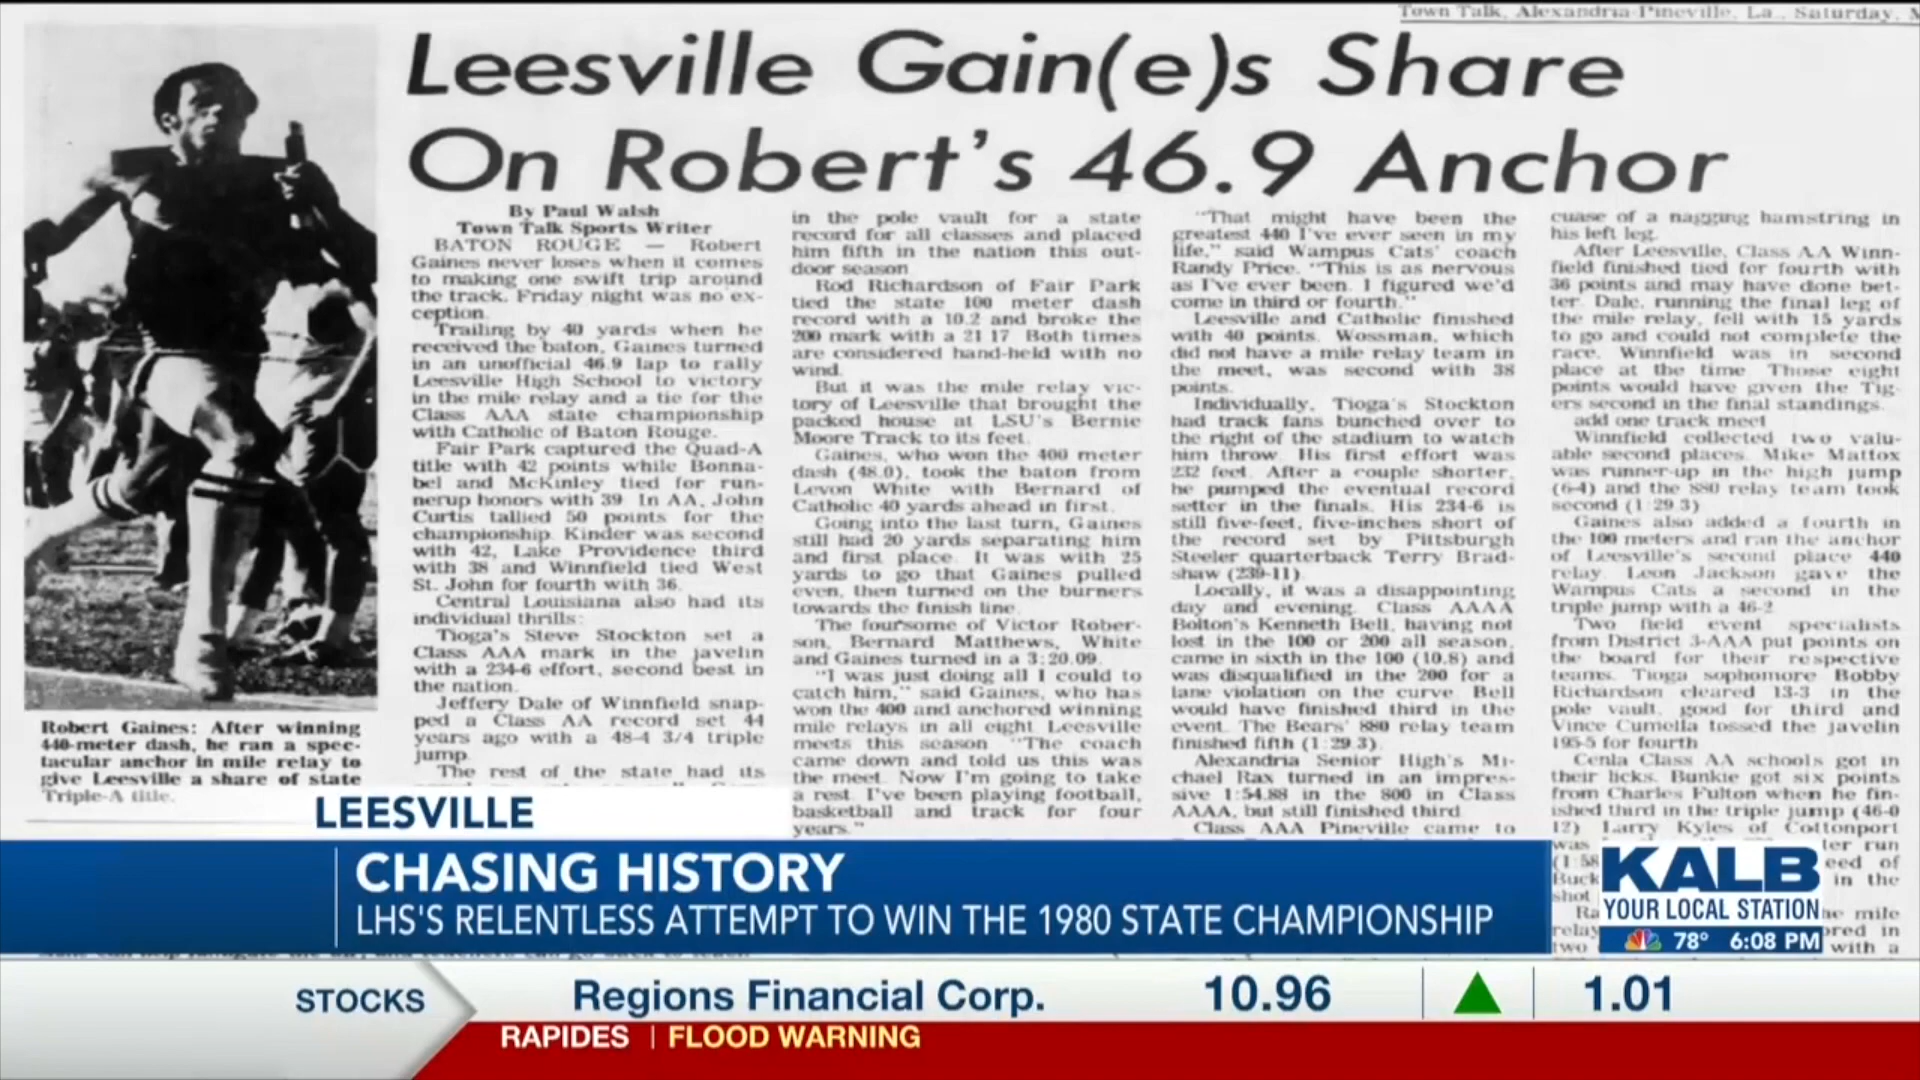 Town Talk, Alexandria-Pineville, La., Saturday, M
Leesville Gain(e)s Share
On Robert's 46.9 Anchor
By Paul Walsh
Town Talk Sports Writer
BATON ROUGE — Robert
Gaines never loses when it comes
to making one swift trip around
the track. Friday night was no ex-
ception.
Trailing by 40 yards when he
received the baton, Gaines turned
in an unofficial 46.9 lap to rally
Leesville High School to victory
in the mile relay and a tie for the
Class AAA state championship
with Catholic of Baton Rouge.
Fair Park captured the Quad-A
title with 42 points while Bonna-
bel and McKinley tied for run-
nerup honors with 39. In AA, John
Curtis tallied 50 points for the
championship. Kinder was second
with 42, Lake Providence third
with 38 and Winnfield tied West
St. John for fourth with 36.
Central Louisiana also had its
individual thrills:
Tioga's Steve Stockton set a
Class AAA mark in the javelin
with a 234-6 effort, second best in
the nation.
Jeffery Dale of Winnfield snap-
ped a Class AA record set 44
years ago with a 48-4 3/4 triple
jump.
The rest of the state had its
in the pole vault for a state
record for all classes and placed
him fifth in the nation this out-
door season.
Rod Richardson of Fair Park
tied the state 100 meter dash
record with a 10.2 and broke the
200 mark with a 21.17. Both times
are considered hand-held with no
wind.
But it was the mile relay vic-
tory of Leesville that brought the
packed house at LSU's Bernie
Moore Track to its feet.
Gaines, who won the 400 meter
dash (48.0), took the baton from
Levon White with Bernard of
Catholic 40 yards ahead in first.
Going into the last turn, Gaines
still had 20 yards separating him
and first place. It was with 25
yards to go that Gaines pulled
even, then turned on the burners
towards the finish line.
The foursome of Victor Rober-
son, Bernard Matthews, White
and Gaines turned in a 3:20.09.
"I was just doing all I could to
catch him," said Gaines, who has
won the 400 and anchored winning
mile relays in all eight Leesville
meets this season. "The coach
came down and told us this was
the meet. Now I'm going to take
a rest. I've been playing football,
basketball and track for four
years."
"That might have been the
greatest 440 I've ever seen in my
life," said Wampus Cats' coach
Randy Price. "This is as nervous
as I've ever been. I figured we'd
come in third or fourth."
Leesville and Catholic finished
with 40 points. Wossman, which
did not have a mile relay team in
the meet, was second with 38
points.
Individually, Tioga's Stockton
had track fans bunched over to
the right of the stadium to watch
him throw. His first effort was
232 feet. After a couple shorter,
he pumped the eventual record
setter in the finals. His 234-6 is
still five-feet, five-inches short of
the record set by Pittsburgh
Steeler quarterback Terry Brad-
shaw (239-11).
Locally, it was a disappointing
day and evening. Class AAAA
Bolton's Kenneth Bell, having not
lost in the 100 or 200 all season,
came in sixth in the 100 (10.8) and
was disqualified in the 200 for a
lane violation on the curve. Bell
would have finished third in the
event. The Bears' 880 relay team
finished fifth (1:29.3).
Alexandria Senior High's Mi-
chael Rax turned in an impres-
sive 1:54.88 in the 800 in Class
AAAA, but still finished third.
Class AAA Pineville came to
cuase of a nagging hamstring in
his left leg.
After Leesville, Class AA Winn-
field finished tied for fourth with
36 points and may have done bet-
ter. Dale, running the final leg of
the mile relay, fell with 15 yards
to go and could not complete the
race. Winnfield was in second
place at the time. Those eight
points would have given the Tig-
ers second in the final standings.
add one track meet
Winnfield collected two valu-
able second places. Mike Mattox
was runner-up in the high jump
(6-4) and the 880 relay team took
second (1:29.3)
Gaines also added a fourth in
the 100 meters and ran the anchor
of Leesville's second place 440
relay. Leon Jackson gave the
Wampus Cats a second in the
triple jump with a 46-2.
Two field event specialists
from District 3-AAA put points on
the board for their respective
teams. Tioga sophomore Bobby
Richardson cleared 13-3 in the
pole vault, good for third and
Vince Cumella tossed the javelin
195-5 for fourth.
Cenla Class AA schools got in
their licks. Bunkie got six points
from Charles Fulton when he fin-
ished third in the triple jump (46-0
12). Larry Kyles of Cottonport
was ter run
(1:58 eed of
Buck in the
shot
Ra he mile
relay ored in
two with a
Robert Gaines: After winning
440-meter dash, he ran a spec-
tacular anchor in mile relay to
give Leesville a share of state
Triple-A title.
LEESVILLE
CHASING HISTORY
LHS'S RELENTLESS ATTEMPT TO WIN THE 1980 STATE CHAMPIONSHIP
KALB
YOUR LOCAL STATION
78° 6:08 PM
STOCKS Regions Financial Corp. 10.96 1.01
RAPIDES | FLOOD WARNING